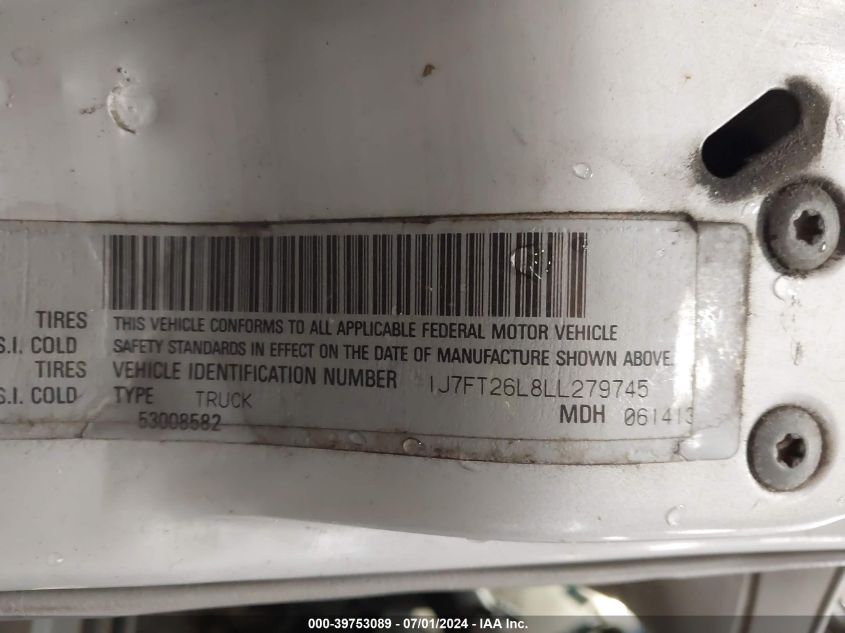 TIRES
THIS VEHICLE CONFORMS TO ALL APPLICABLE FEDERAL MOTOR VEHICLE
S.I. COLD
SAFETY STANDARDS IN EFFECT ON THE DATE OF MANUFACTURE SHOWN ABOVE.
TIRES
VEHICLE IDENTIFICATION NUMBER 1J7FT26L8LL279745
S.I. COLD
TYPE TRUCK
MDH 061413
53008582
000-39753089 - 07/01/2024 - IAA Inc.